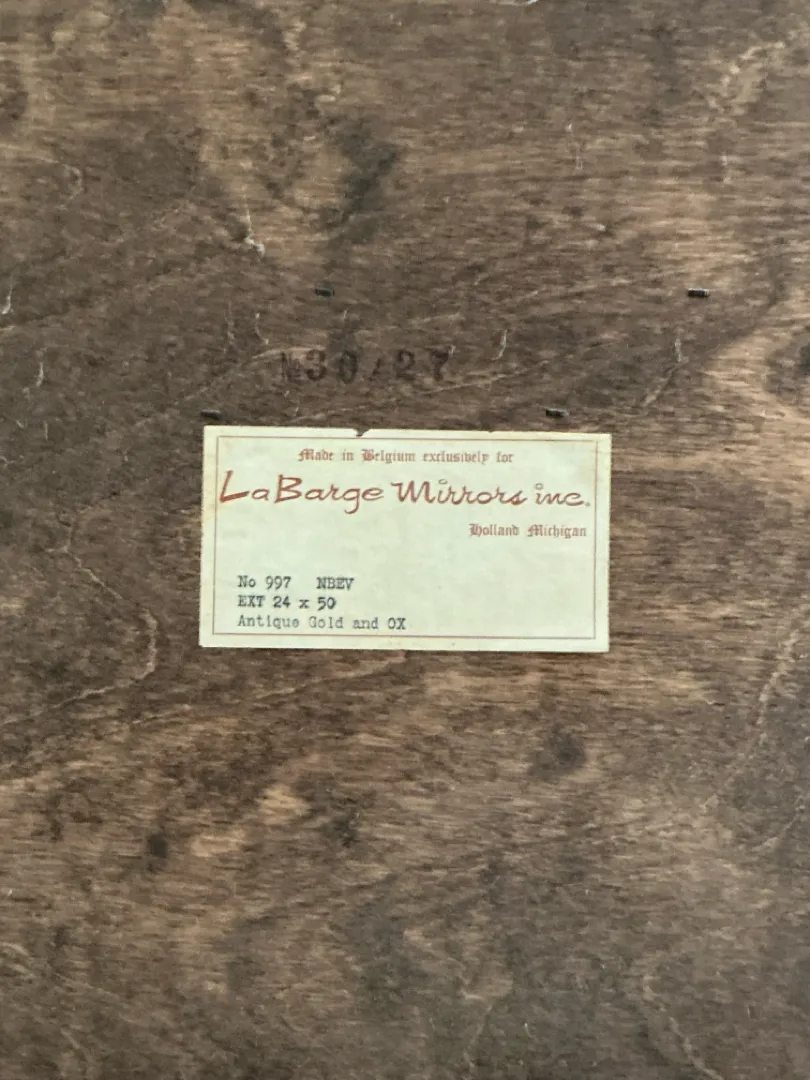 №30/27
Made in Belgium exclusively for
LaBarge Mirrors inc.
Holland Michigan
No 997 NBEV
EXT 24 x 50
Antique Gold and OX